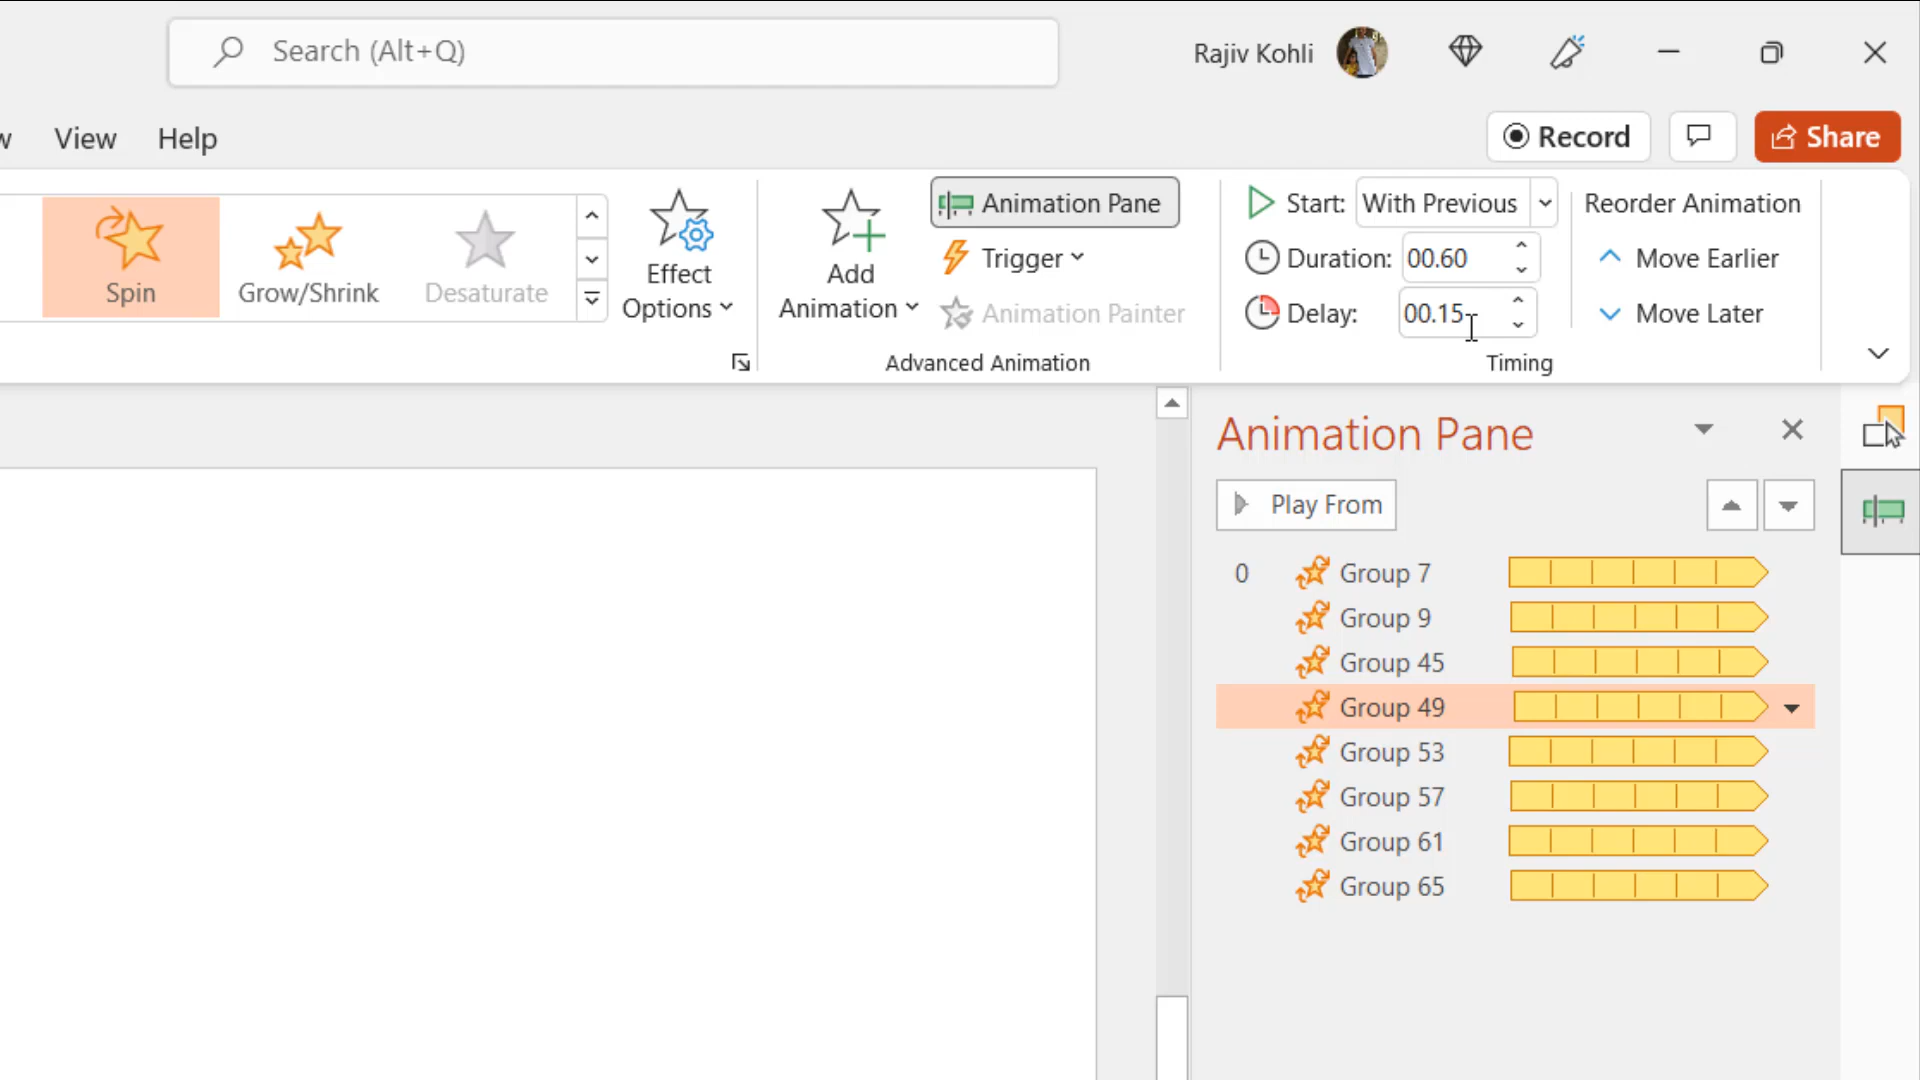 Search (Alt+Q)
Rajiv Kohli
View Help
Record
Share
Spin
Grow/Shrink
Desaturate
Effect
Options
Add
Animation
Animation Pane
Trigger
Animation Painter
Advanced Animation
Start: With Previous
Duration: 00.60
Delay: 00.15
Timing
Reorder Animation
Move Earlier
Move Later
Animation Pane
Play From
0 Group 7
Group 9
Group 45
Group 49
Group 53
Group 57
Group 61
Group 65